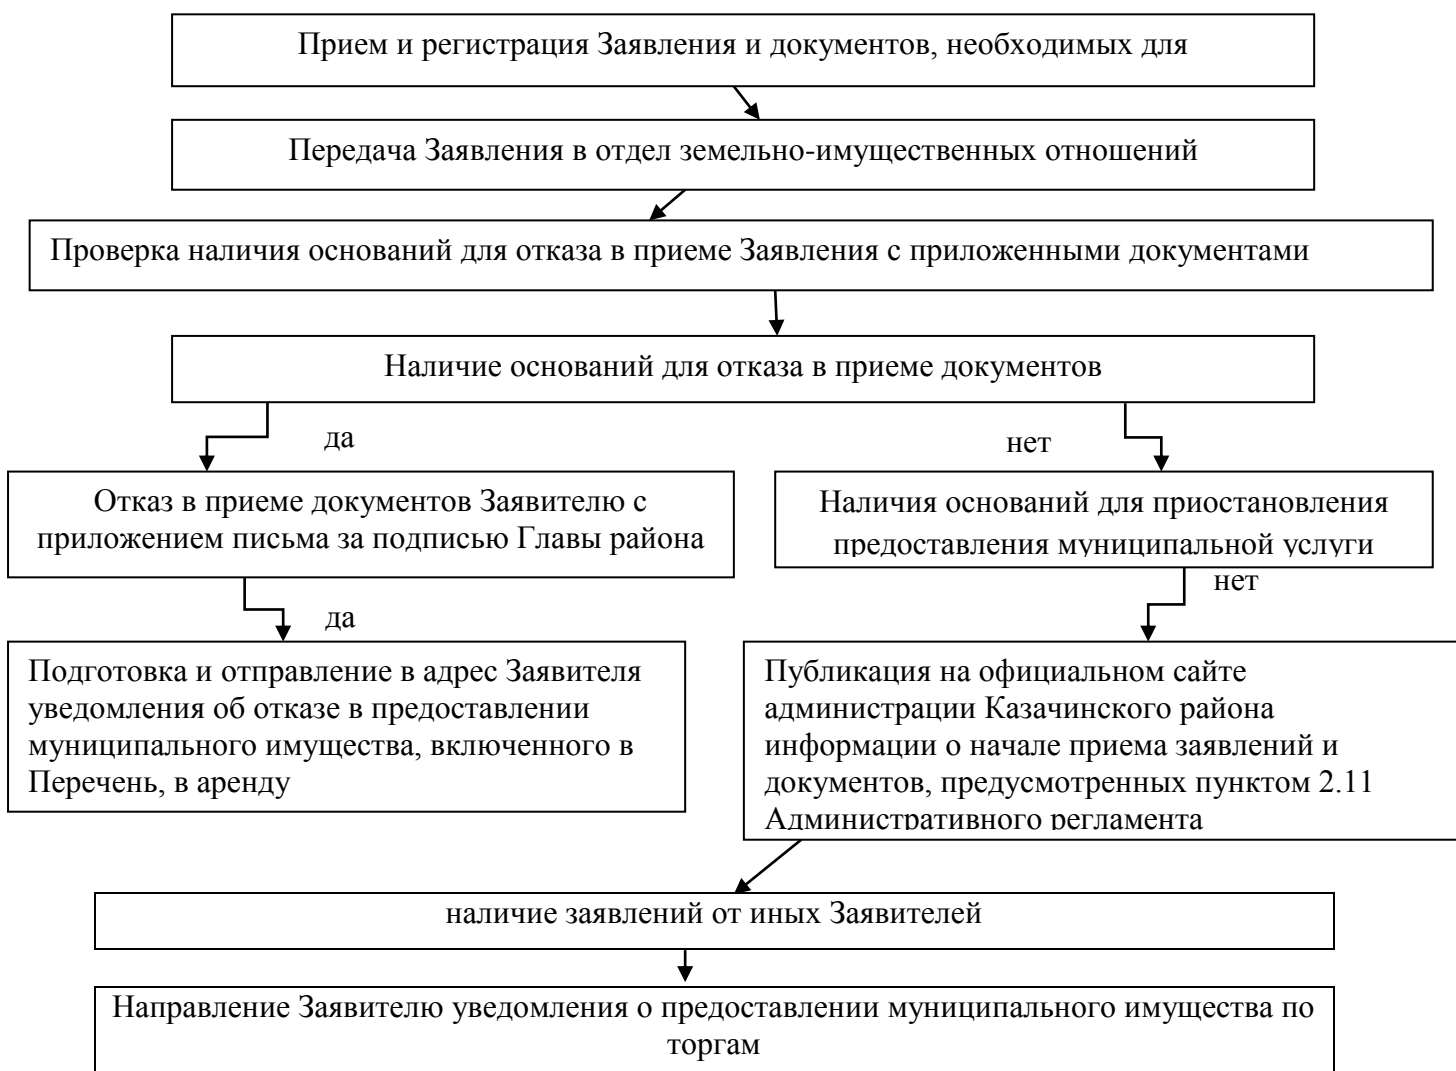 Прием и регистрация Заявления и документов, необходимых для
Передача Заявления в отдел земельно-имущественных отношений
Проверка наличия оснований для отказа в приеме Заявления с приложенными документами
Наличие оснований для отказа в приеме документов
да
нет
Отказ в приеме документов Заявителю с
приложением письма за подписью Главы района
Наличия оснований для приостановления
предоставления муниципальной услуги
да
нет
Подготовка и отправление в адрес Заявителя
уведомления об отказе в предоставлении
муниципального имущества, включенного в
Перечень, в аренду
Публикация на официальном сайте
администрации Казачинского района
информации о начале приема заявлений и
документов, предусмотренных пунктом 2.11
Административного регламента
наличие заявлений от иных Заявителей
Направление Заявителю уведомления о предоставлении муниципального имущества по
торгам